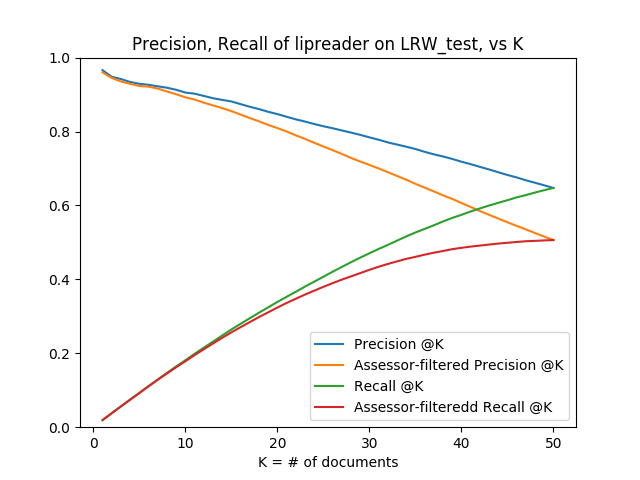 Precision, Recall of lipreader on LRW_test, vs K
1.0
0.8
0.6
0.4
0.2
0.0
Precision @K
Assessor-filtered Precision @K
Recall @K
Assessor-filteredd Recall @K
0 10 20 30 40 50
K = # of documents